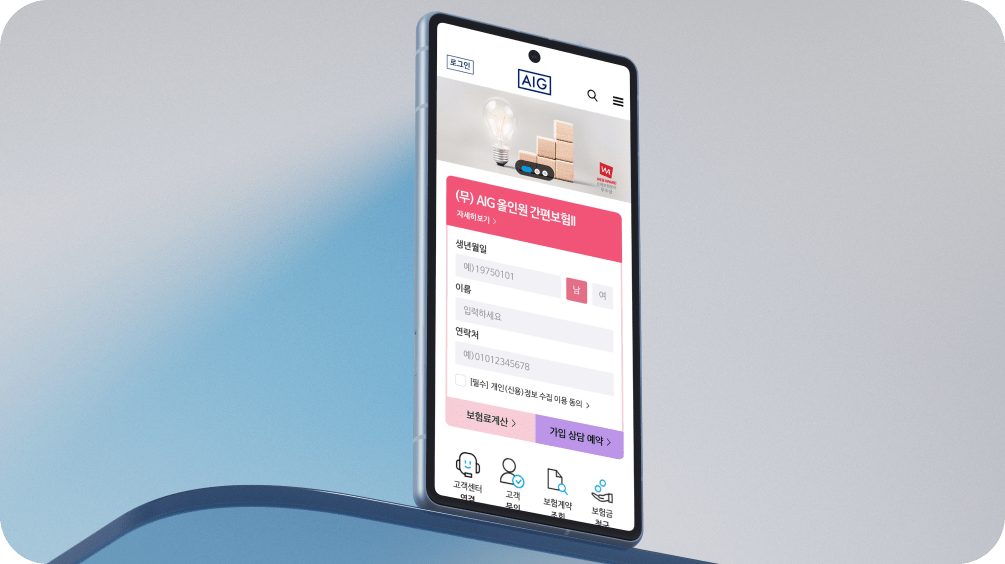 로그인
AIG
(무) AIG 올인원 간편보험II
자세히보기 >
생년월일
예)19750101
남
여
이름
입력하세요
연락처
예)01012345678
[필수] 개인(신용)정보 수집 이용 동의 >
보험료계산 >
가입 상담 예약 >
고객센터
연결
고객
문의
보험계약
조회
보험금
청구